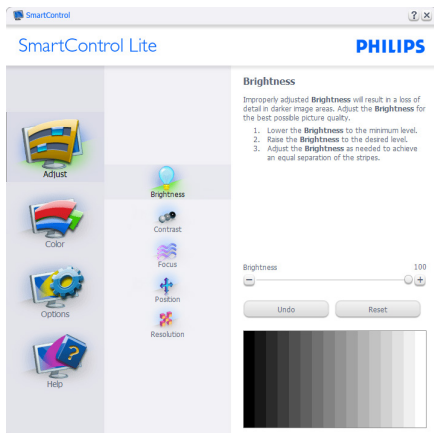 SmartControl
?
SmartControl Lite
PHILIPS
Adjust
Color
Options
Help
Brightness
Contrast
Focus
Position
Resolution
Brightness
Improperly adjusted Brightness will result in a loss of
detail in darker image areas. Adjust the Brightness for
the best possible picture quality.
1. Lower the Brightness to the minimum level.
2. Raise the Brightness to the desired level.
3. Adjust the Brightness as needed to achieve
an equal separation of the stripes.
Brightness 100
Undo Reset